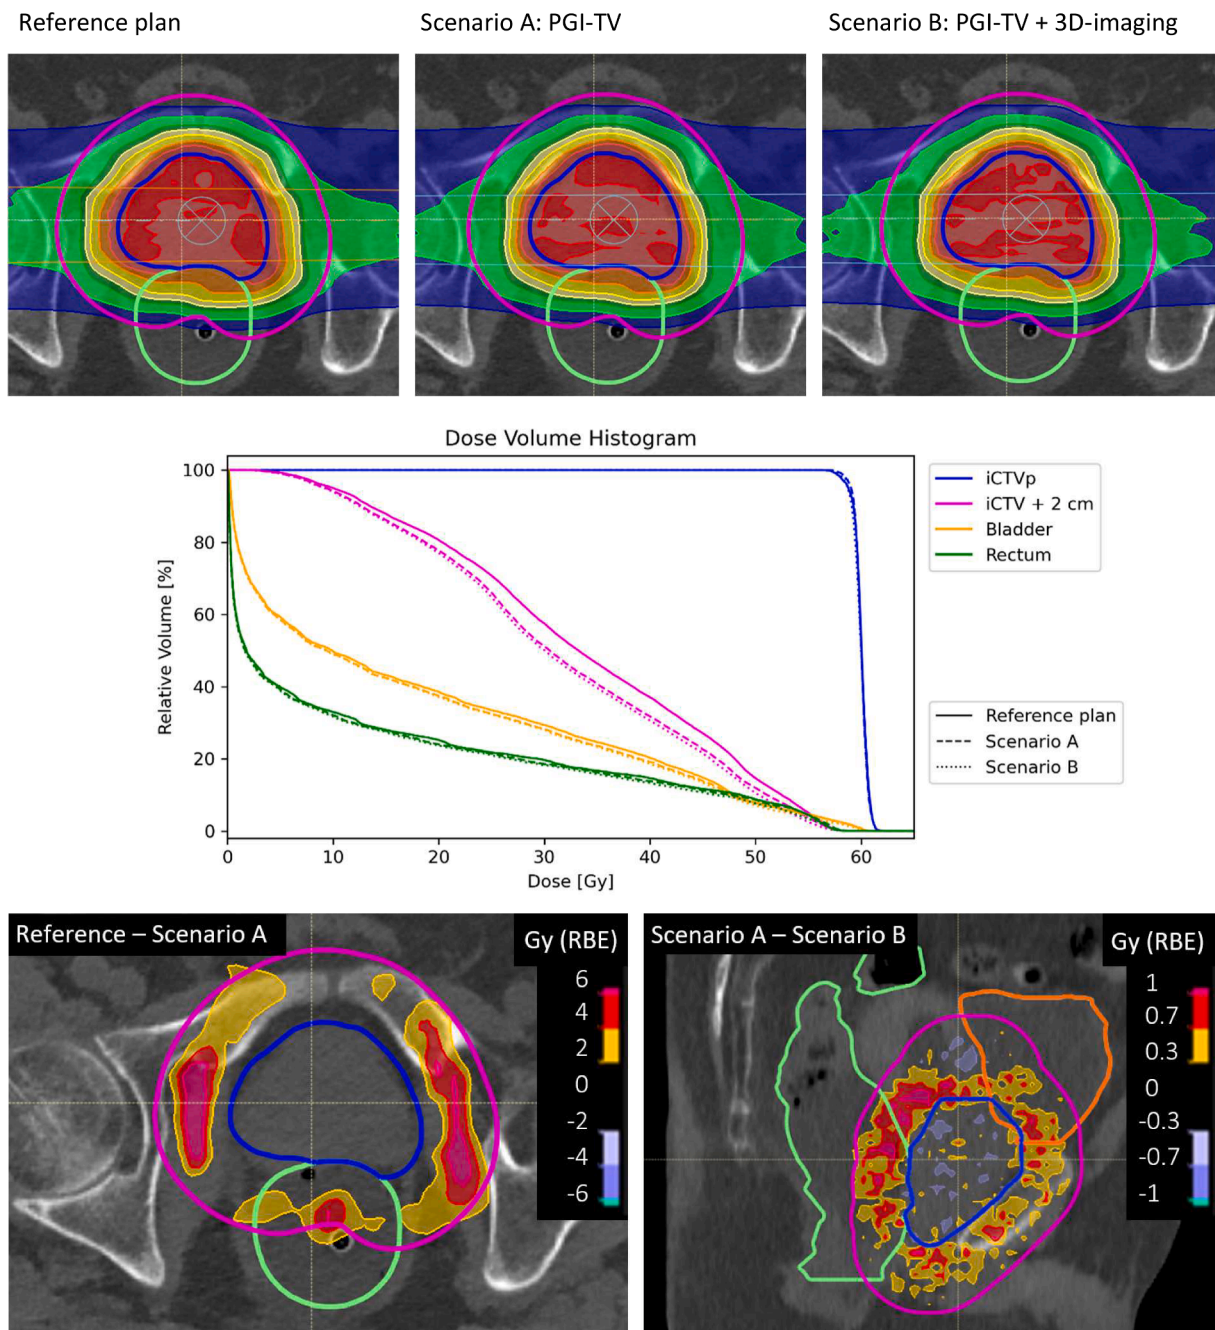 Reference plan
Scenario A: PGI-TV
Scenario B: PGI-TV + 3D-imaging
Dose Volume Histogram
100
80
60
40
20
0
Relative Volume [%]
0 10 20 30 40 50 60
Dose [Gy]
iCTVp
iCTV + 2 cm
Bladder
Rectum
Reference plan
Scenario A
Scenario B
Reference – Scenario A
Gy (RBE)
6
4
2
0
-2
-4
-6
Scenario A – Scenario B
Gy (RBE)
1
0.7
0.3
0
-0.3
-0.7
-1